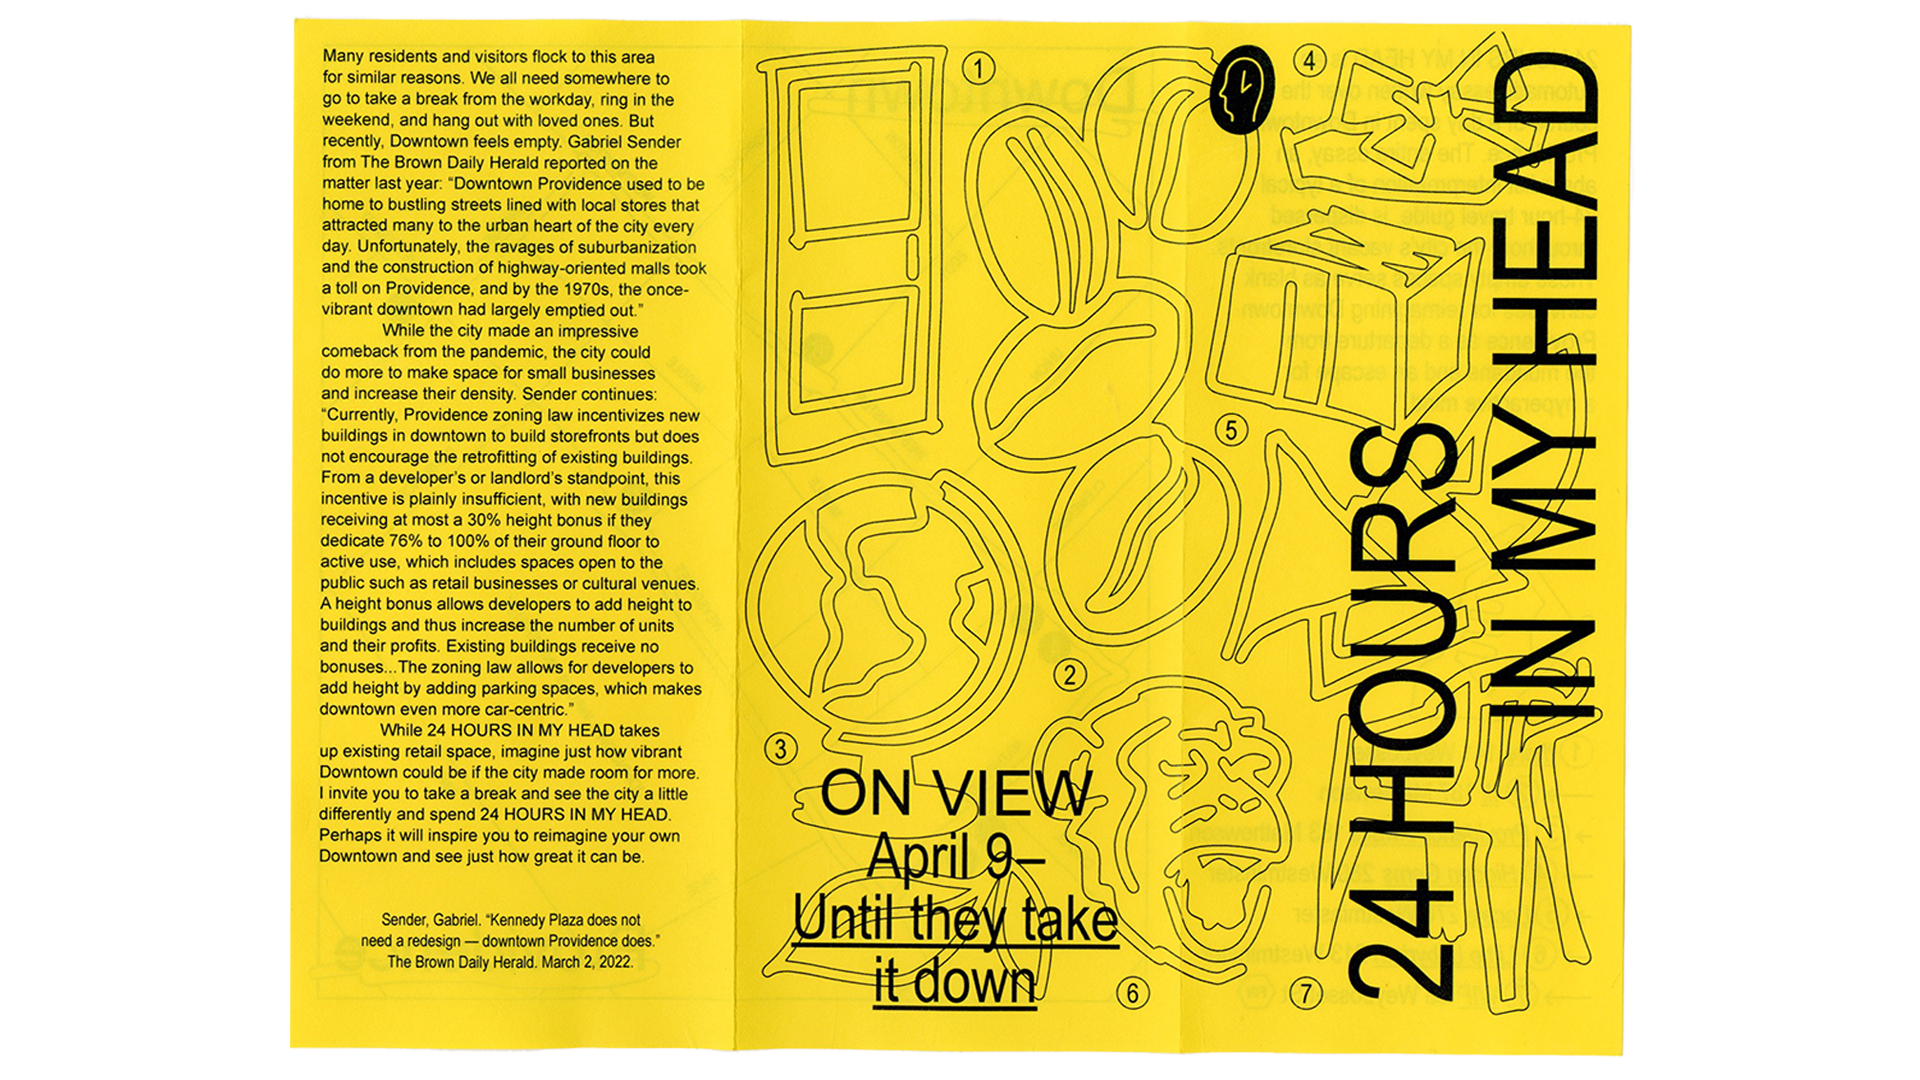 Many residents and visitors flock to this area
for similar reasons. We all need somewhere to
go to take a break from the workday, ring in the
weekend, and hang out with loved ones. But
recently, Downtown feels empty. Gabriel Sender
from The Brown Daily Herald reported on the
matter last year: “Downtown Providence used to be
home to bustling streets lined with local stores that
attracted many to the urban heart of the city every
day. Unfortunately, the ravages of suburbanization
and the construction of highway-oriented malls took
a toll on Providence, and by the 1970s, the once-
vibrant downtown had largely emptied out.”
While the city made an impressive
comeback from the pandemic, the city could
do more to make space for small businesses
and increase their density. Sender continues:
“Currently, Providence zoning law incentivizes new
buildings in downtown to build storefronts but does
not encourage the retrofitting of existing buildings.
From a developer’s or landlord’s standpoint, this
incentive is plainly insufficient, with new buildings
receiving at most a 30% height bonus if they
dedicate 76% to 100% of their ground floor to
active use, which includes spaces open to the
public such as retail businesses or cultural venues.
A height bonus allows developers to add height to
buildings and thus increase the number of units
and their profits. Existing buildings receive no
bonuses...The zoning law allows for developers to
add height by adding parking spaces, which makes
downtown even more car-centric.”
While 24 HOURS IN MY HEAD takes
up existing retail space, imagine just how vibrant
Downtown could be if the city made room for more.
I invite you to take a break and see the city a little
differently and spend 24 HOURS IN MY HEAD.
Perhaps it will inspire you to reimagine your own
Downtown and see just how great it can be.
Sender, Gabriel. “Kennedy Plaza does not
need a redesign — downtown Providence does.”
The Brown Daily Herald. March 2, 2022.
1
2
3
ON VIEW
April 9–
Until they take
it down
6
4
5
7
24 HOURS
IN MY HEAD